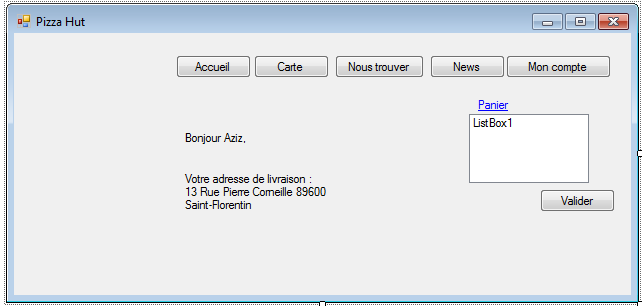 Pizza Hut
Accueil Carte Nous trouver News Mon compte
Panier
ListBox1
Bonjour Aziz,
Votre adresse de livraison :
13 Rue Pierre Corneille 89600
Saint-Florentin
Valider